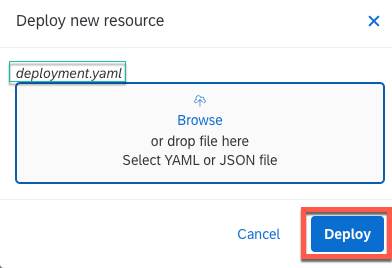 Deploy new resource
deployment.yaml
Browse
or drop file here
Select YAML or JSON file
Cancel
Deploy